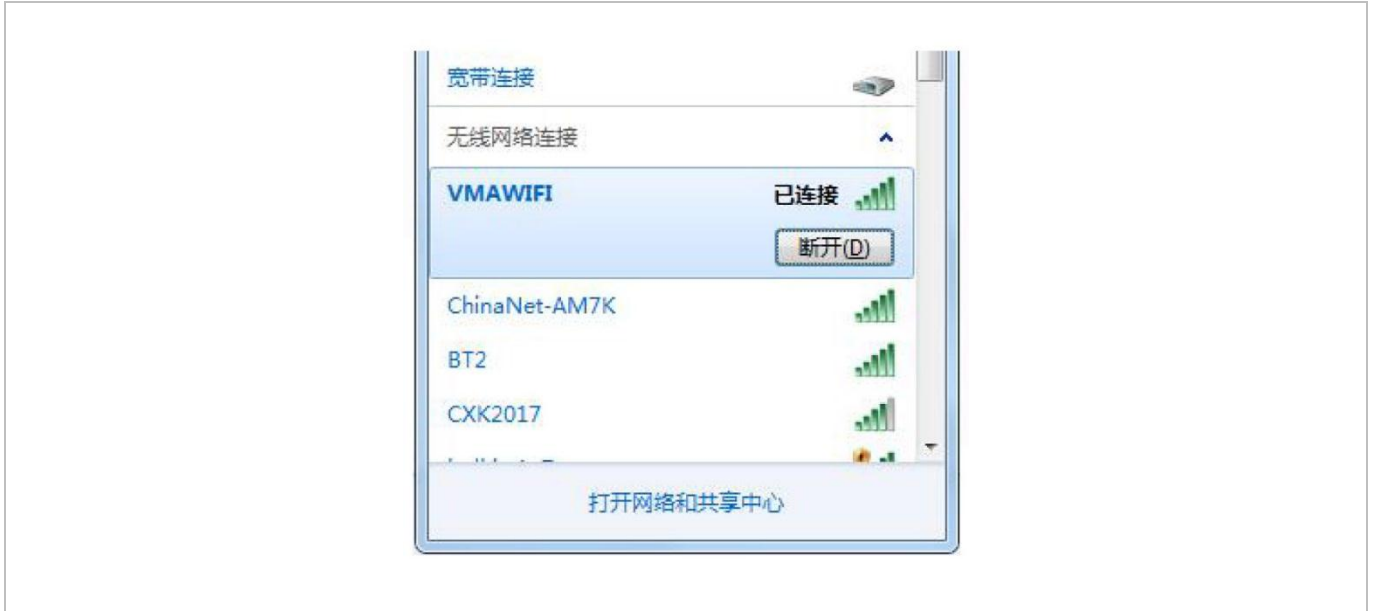 宽带连接
无线网络连接
VMAWIFI 已连接
断开(D)
ChinaNet-AM7K
BT2
CXK2017
打开网络和共享中心